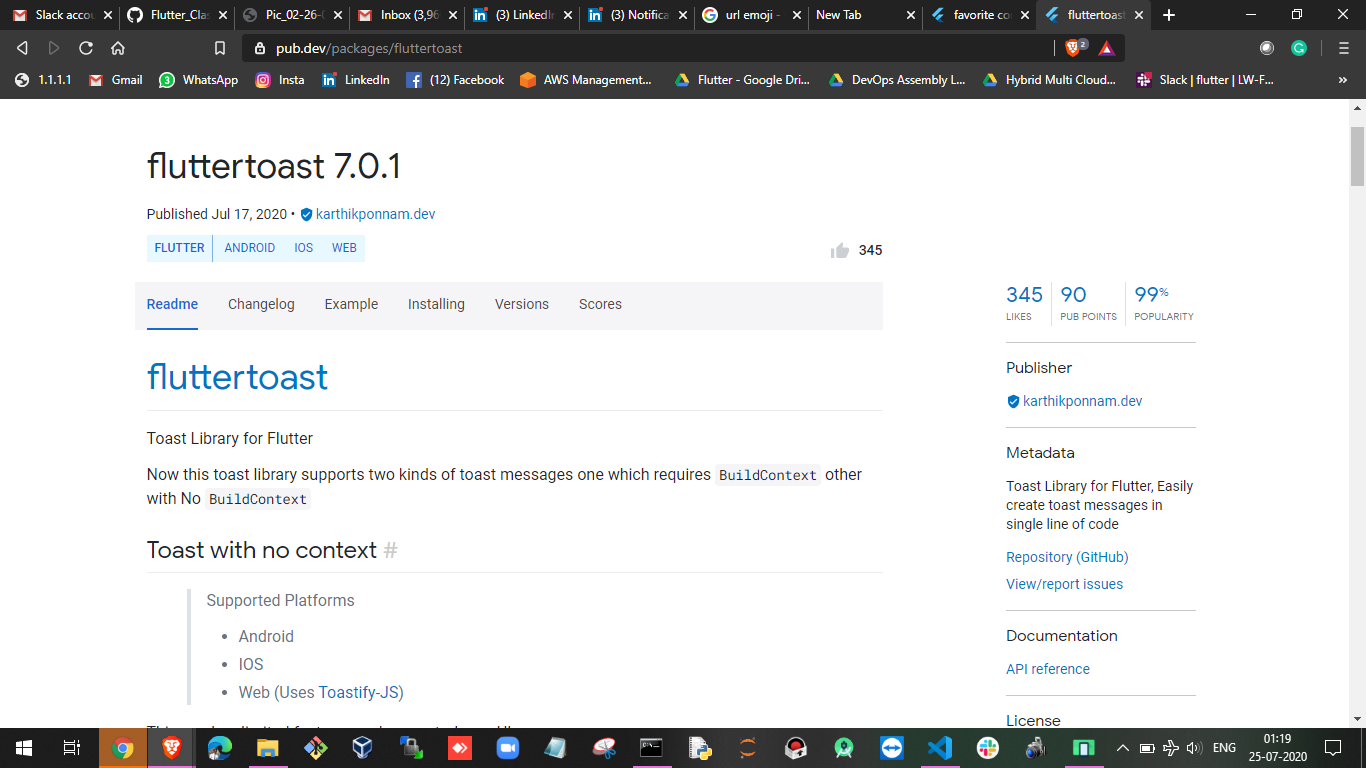 Slack accou
Flutter_Clas
Pic_02-26-
Inbox (3,96
(3) LinkedIn
(3) Notifica
url emoji -
New Tab
favorite co
fluttertoast
pub.dev/packages/fluttertoast
2
1.1.1.1
Gmail
3
WhatsApp
Insta
LinkedIn
(12) Facebook
AWS Management...
Flutter - Google Dri...
DevOps Assembly L...
Hybrid Multi Cloud...
Slack | flutter | LW-F...
»
fluttertoast 7.0.1
Published Jul 17, 2020 • karthikponnam.dev
FLUTTER ANDROID IOS WEB
345
Readme Changelog Example Installing Versions Scores
fluttertoast
Toast Library for Flutter
Now this toast library supports two kinds of toast messages one which requires BuildContext other
with No BuildContext
Toast with no context #
Supported Platforms
• Android
• IOS
• Web (Uses Toastify-JS)
345 90 99%
LIKES PUB POINTS POPULARITY
Publisher
karthikponnam.dev
Metadata
Toast Library for Flutter, Easily
create toast messages in
single line of code
Repository (GitHub)
View/report issues
Documentation
API reference
License
ENG
01:19
25-07-2020